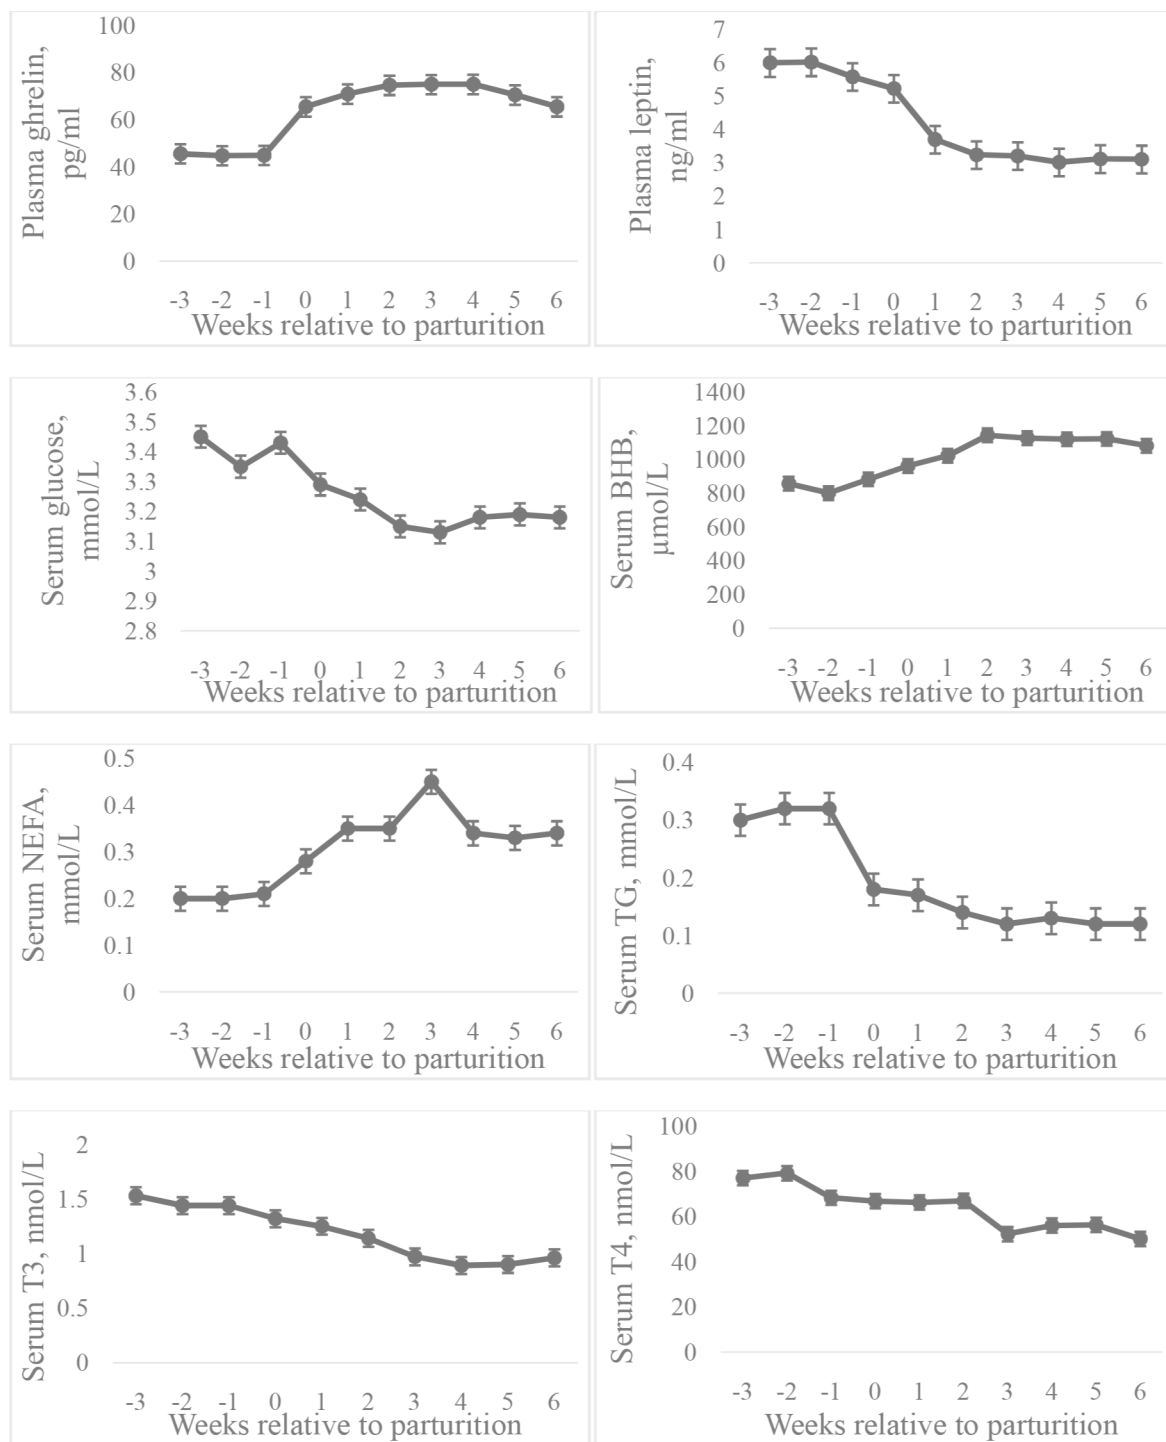 Plasma ghrelin,
pg/ml
100
80
60
40
20
0
-3 -2 -1 0 1 2 3 4 5 6
Weeks relative to parturition
Plasma leptin,
ng/ml
7
6
5
4
3
2
1
0
-3 -2 -1 0 1 2 3 4 5 6
Weeks relative to parturition
Serum glucose,
mmol/L
3.6
3.5
3.4
3.3
3.2
3.1
3
2.9
2.8
-3 -2 -1 0 1 2 3 4 5 6
Weeks relative to parturition
Serum BHB,
µmol/L
1400
1200
1000
800
600
400
200
0
-3 -2 -1 0 1 2 3 4 5 6
Weeks relative to parturition
Serum NEFA,
mmol/L
0.5
0.4
0.3
0.2
0.1
0
-3 -2 -1 0 1 2 3 4 5 6
Weeks relative to parturition
Serum TG, mmol/L
0.4
0.3
0.2
0.1
0
-3 -2 -1 0 1 2 3 4 5 6
Weeks relative to parturition
Serum T3, nmol/L
2
1.5
1
0.5
0
-3 -2 -1 0 1 2 3 4 5 6
Weeks relative to parturition
Serum T4, nmol/L
100
80
60
40
20
0
-3 -2 -1 0 1 2 3 4 5 6
Weeks relative to parturition